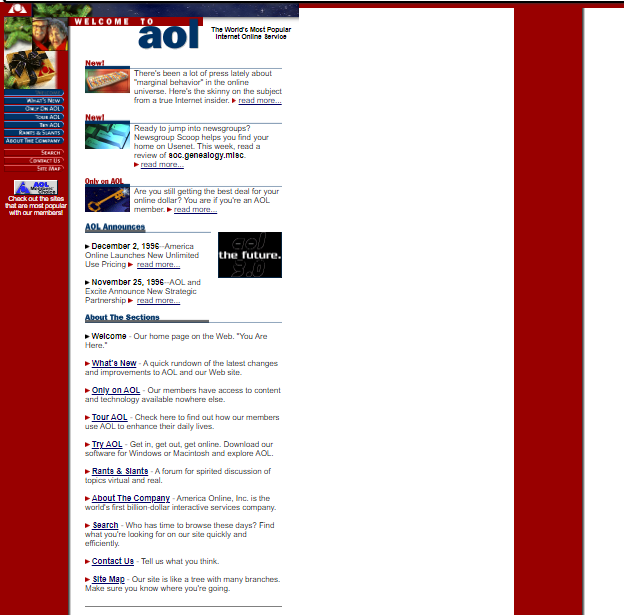 WELCOME TO
aol
The World's Most Popular
Internet Online Service
WHAT'S NEW
ONLY ON AOL
TOUR AOL
TRY AOL
RANTS & SLANTS
ABOUT THE COMPANY
SEARCH
CONTACT US
SITE MAP
AOL
Members'
Choice
Check out the sites
that are most popular
with our members!
New!
There's been a lot of press lately about
"marginal behavior" in the online
universe. Here's the skinny on the subject
from a true Internet insider. read more...
New!
Ready to jump into newsgroups?
Newsgroup Scoop helps you find your
home on Usenet. This week, read a
review of soc.genealogy.misc.
read more...
Only on AOL
Are you still getting the best deal for your
online dollar? You are if you're an AOL
member. read more...
AOL Announces
December 2, 1996--America
Online Launches New Unlimited
Use Pricing read more...
November 25, 1996--AOL and
Excite Announce New Strategic
Partnership read more...
aol
the future.
3.0
About The Sections
Welcome - Our home page on the Web. "You Are
Here."
What's New - A quick rundown of the latest changes
and improvements to AOL and our Web site.
Only on AOL - Our members have access to content
and technology available nowhere else.
Tour AOL - Check here to find out how our members
use AOL to enhance their daily lives.
Try AOL - Get in, get out, get online. Download our
software for Windows or Macintosh and explore AOL.
Rants & Slants - A forum for spirited discussion of
topics virtual and real.
About The Company - America Online, Inc. is the
world's first billion-dollar interactive services company.
Search - Who has time to browse these days? Find
what you're looking for on our site quickly and
efficiently.
Contact Us - Tell us what you think.
Site Map - Our site is like a tree with many branches.
Make sure you know where you're going.